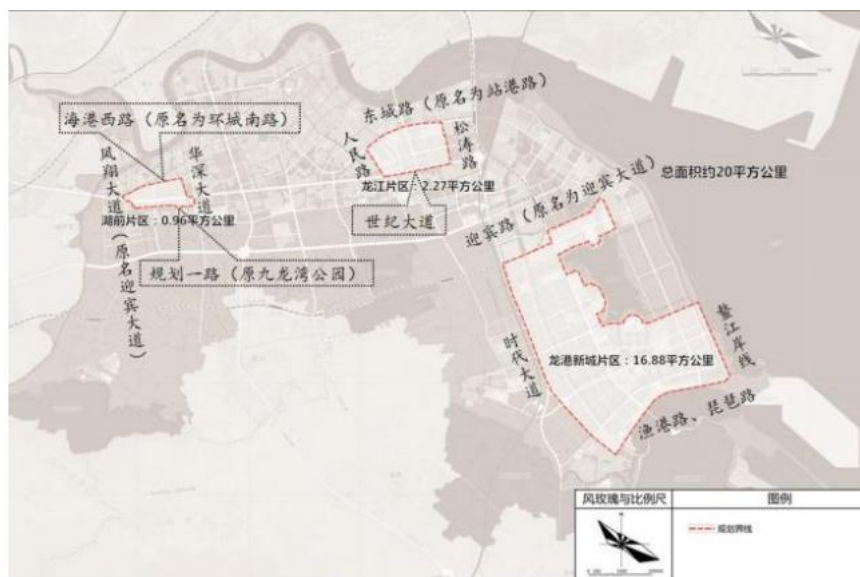 东城路（原名为站港路）
海港西路（原名为环城南路）
人民路
松涛路
凤翔大道
华深大道
（原名迎宾大道）
湖前片区：0.96平方公里
龙江片区：2.27平方公里
世纪大道
迎宾路（原名为迎宾大道）
总面积约20平方公里
规划一路（原九龙湾公园）
时代大道
龙港新城片区：16.88平方公里
鳌江岸线
渔港路、琵琶路
风玫瑰与比例尺
图例
规划界线